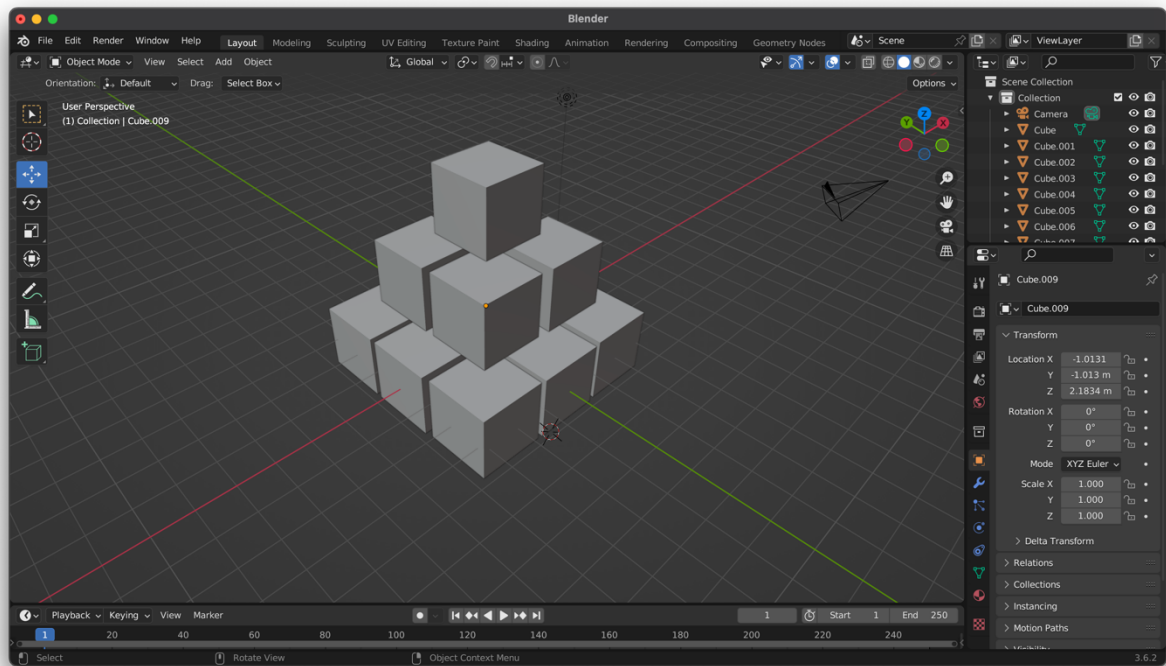 Blender
File Edit Render Window Help Layout Modeling Sculpting UV Editing Texture Paint Shading Animation Rendering Compositing Geometry Nodes Scene ViewLayer
Object Mode View Select Add Object Global
Orientation: Default Drag: Select Box Options
User Perspective
(1) Collection | Cube.009
Z
Y
X
Scene Collection
Collection
Camera
Cube
Cube.001
Cube.002
Cube.003
Cube.004
Cube.005
Cube.006
Cube.007
Cube.009
Cube.009
Transform
Location X -1.0131
Y -1.013 m
Z 2.1834 m
Rotation X 0°
Y 0°
Z 0°
Mode XYZ Euler
Scale X 1.000
Y 1.000
Z 1.000
Delta Transform
Relations
Collections
Instancing
Motion Paths
Visibility
Playback Keying View Marker 1 Start 1 End 250
1 20 40 60 80 100 120 140 160 180 200 220 240
Select Rotate View Object Context Menu 3.6.2